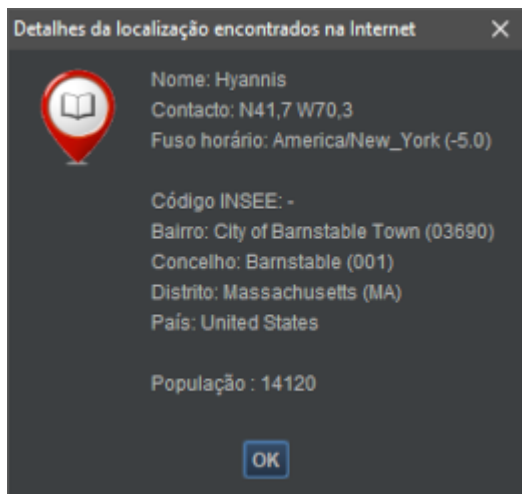 Detalhes da localização encontrados na Internet
Nome: Hyannis
Contacto: N41,7 W70,3
Fuso horário: America/New_York (-5.0)
Código INSEE: -
Bairro: City of Barnstable Town (03690)
Concelho: Barnstable (001)
Distrito: Massachusetts (MA)
País: United States
População : 14120
OK